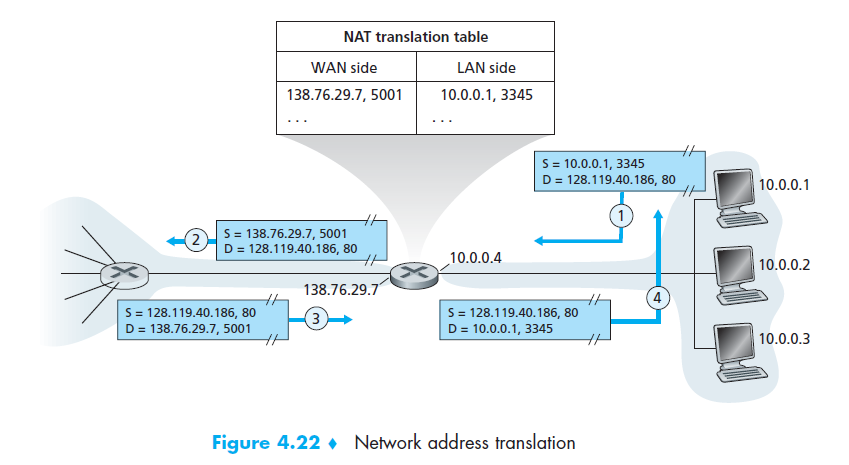 NAT translation table
WAN side LAN side
138.76.29.7, 5001 10.0.0.1, 3345
. . . . . .
S = 10.0.0.1, 3345
D = 128.119.40.186, 80
10.0.0.1
1
2
S = 138.76.29.7, 5001
D = 128.119.40.186, 80
10.0.0.4
10.0.0.2
138.76.29.7
S = 128.119.40.186, 80
D = 138.76.29.7, 5001
3
S = 128.119.40.186, 80
D = 10.0.0.1, 3345
4
10.0.0.3
Figure 4.22 ♦ Network address translation